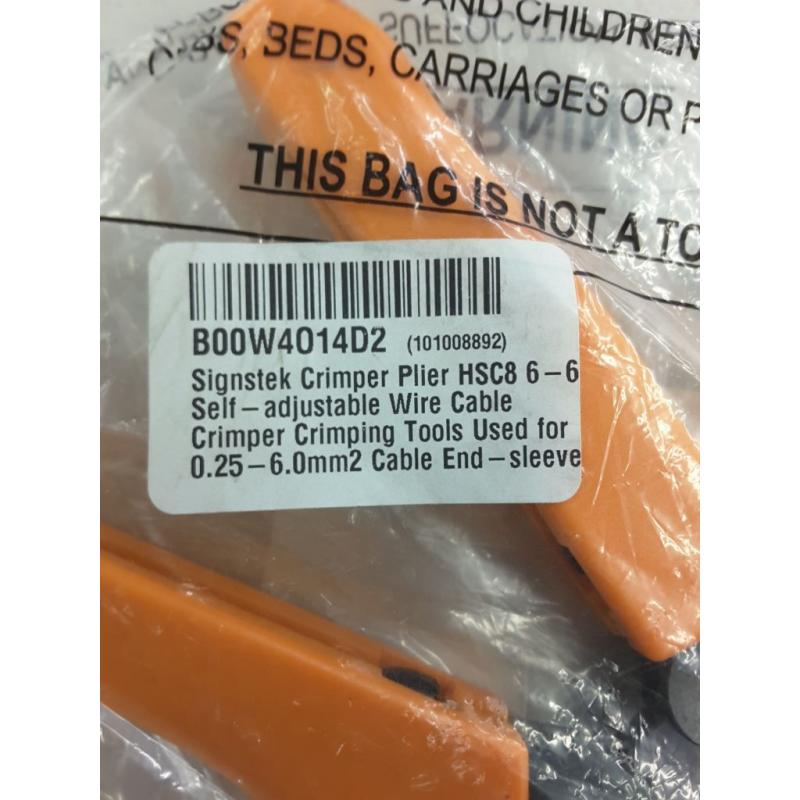 AND CHILDREN
BEDS, CARRIAGES OR P
THIS BAG IS NOT A TO
B00W4014D2 (101008892)
Signstek Crimper Plier HSC8 6-6
Self-adjustable Wire Cable
Crimper Crimping Tools Used for
0.25-6.0mm2 Cable End-sleeve